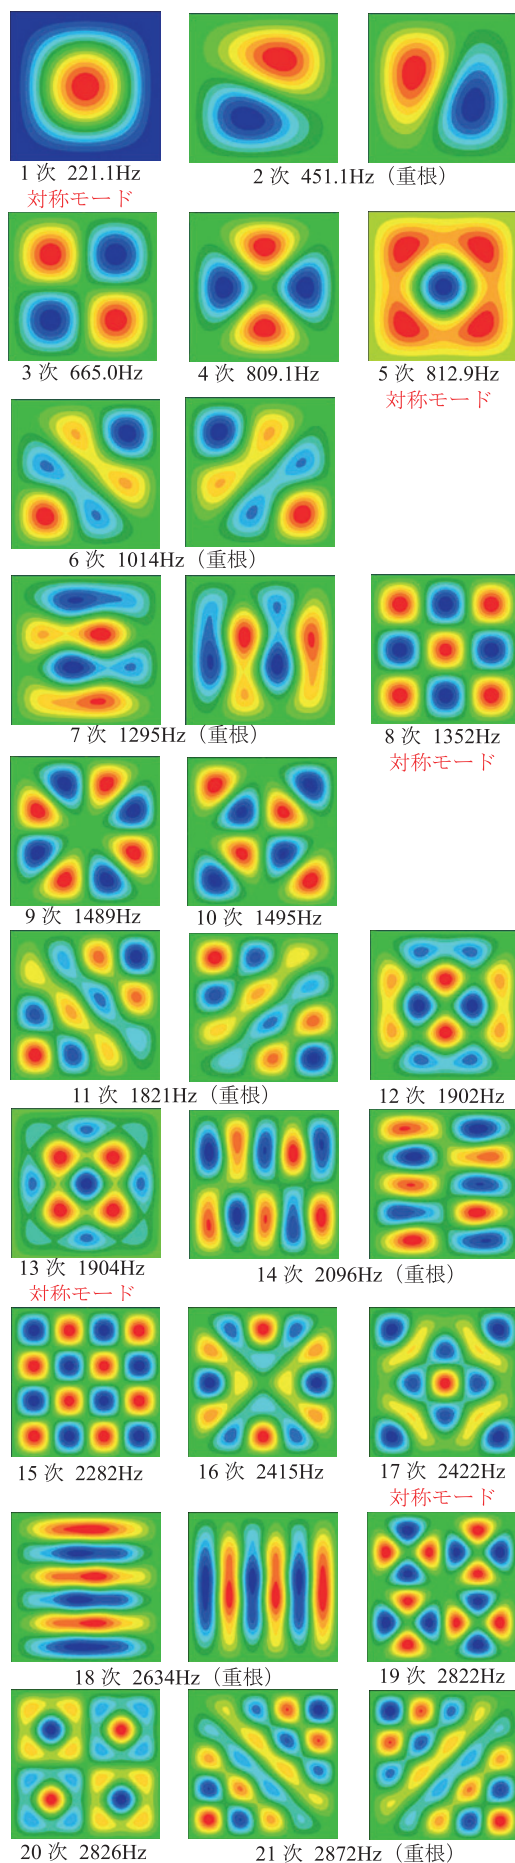 1 次 221.1Hz
対称モード
2 次 451.1Hz（重根）
3 次 665.0Hz
4 次 809.1Hz
5 次 812.9Hz
対称モード
6 次 1014Hz（重根）
7 次 1295Hz（重根）
8 次 1352Hz
対称モード
9 次 1489Hz
10 次 1495Hz
11 次 1821Hz（重根）
12 次 1902Hz
13 次 1904Hz
対称モード
14 次 2096Hz（重根）
15 次 2282Hz
16 次 2415Hz
17 次 2422Hz
対称モード
18 次 2634Hz（重根）
19 次 2822Hz
20 次 2826Hz
21 次 2872Hz（重根）